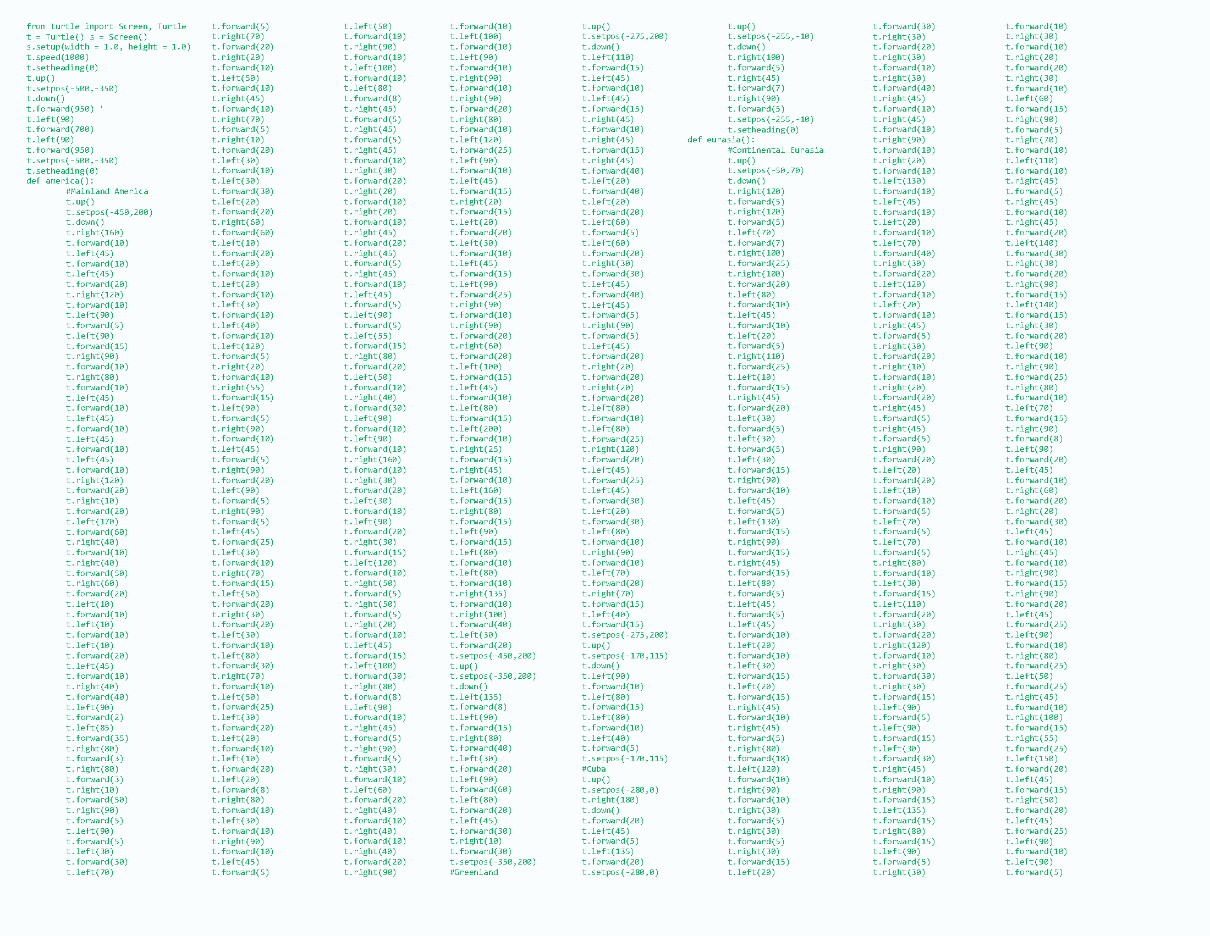 from turtle import Screen, Turtle
t = Turtle() s = Screen()
s.setup(width = 1.0, height = 1.0)
t.speed(1000)
t.setheading(0)
t.up()
t.setpos(-500,-350)
t.down()
t.forward(950) '
t.left(90)
t.forward(700)
t.left(90)
t.forward(950)
t.setpos(-500,-350)
t.setheading(0)
def america():
#Mainland America
t.up()
t.setpos(-450,200)
t.down()
t.right(160)
t.forward(10)
t.left(45)
t.forward(10)
t.left(45)
t.forward(20)
t.right(120)
t.forward(10)
t.left(90)
t.forward(5)
t.left(90)
t.forward(15)
t.right(90)
t.forward(10)
t.right(80)
t.forward(10)
t.left(45)
t.forward(10)
t.left(45)
t.forward(10)
t.left(45)
t.forward(10)
t.left(45)
t.forward(10)
t.right(120)
t.forward(20)
t.right(10)
t.forward(20)
t.left(170)
t.forward(60)
t.right(40)
t.forward(10)
t.right(40)
t.forward(50)
t.right(60)
t.forward(20)
t.left(10)
t.forward(10)
t.left(10)
t.forward(10)
t.left(10)
t.forward(20)
t.left(45)
t.forward(10)
t.right(40)
t.forward(40)
t.left(90)
t.forward(2)
t.left(85)
t.forward(35)
t.right(80)
t.forward(3)
t.right(80)
t.forward(3)
t.right(10)
t.forward(50)
t.right(90)
t.forward(5)
t.left(90)
t.forward(5)
t.left(30)
t.forward(30)
t.left(70)
t.forward(5)
t.right(70)
t.forward(20)
t.right(20)
t.forward(10)
t.left(50)
t.forward(10)
t.right(45)
t.forward(10)
t.right(70)
t.forward(5)
t.right(10)
t.forward(20)
t.left(30)
t.forward(10)
t.left(30)
t.forward(30)
t.left(20)
t.forward(20)
t.right(60)
t.forward(60)
t.left(10)
t.forward(20)
t.left(20)
t.forward(10)
t.left(20)
t.forward(10)
t.left(30)
t.forward(5)
t.left(40)
t.forward(10)
t.left(120)
t.forward(5)
t.right(20)
t.forward(10)
t.right(55)
t.forward(15)
t.left(90)
t.forward(5)
t.right(90)
t.forward(10)
t.left(45)
t.forward(5)
t.right(90)
t.forward(20)
t.left(90)
t.forward(5)
t.right(90)
t.forward(5)
t.left(45)
t.forward(25)
t.left(30)
t.forward(10)
t.right(70)
t.forward(15)
t.left(50)
t.forward(20)
t.right(30)
t.forward(20)
t.left(30)
t.forward(10)
t.left(80)
t.forward(30)
t.right(70)
t.forward(10)
t.left(50)
t.forward(25)
t.left(30)
t.forward(20)
t.left(20)
t.forward(10)
t.left(10)
t.forward(20)
t.left(20)
t.forward(8)
t.right(80)
t.forward(10)
t.left(30)
t.forward(10)
t.right(90)
t.forward(10)
t.left(45)
t.forward(5)
t.left(50)
t.forward(10)
t.right(90)
t.forward(10)
t.left(100)
t.forward(10)
t.left(80)
t.forward(8)
t.right(45)
t.forward(5)
t.right(45)
t.forward(5)
t.right(45)
t.forward(10)
t.right(30)
t.forward(20)
t.right(20)
t.forward(10)
t.right(20)
t.forward(10)
t.right(45)
t.forward(20)
t.right(45)
t.forward(5)
t.right(45)
t.forward(10)
t.left(45)
t.forward(5)
t.left(90)
t.forward(5)
t.left(55)
t.forward(15)
t.right(80)
t.forward(20)
t.left(50)
t.forward(10)
t.right(40)
t.forward(30)
t.left(90)
t.forward(10)
t.left(90)
t.forward(10)
t.right(160)
t.forward(10)
t.right(30)
t.forward(20)
t.left(30)
t.forward(10)
t.left(90)
t.forward(20)
t.right(30)
t.forward(15)
t.left(120)
t.forward(10)
t.right(50)
t.forward(5)
t.right(50)
t.forward(5)
t.right(20)
t.forward(10)
t.left(45)
t.forward(15)
t.left(100)
t.forward(30)
t.right(80)
t.forward(8)
t.left(90)
t.forward(10)
t.right(45)
t.forward(5)
t.right(90)
t.forward(5)
t.right(30)
t.forward(10)
t.left(60)
t.forward(20)
t.right(40)
t.forward(10)
t.right(40)
t.forward(10)
t.right(40)
t.forward(20)
t.right(90)
t.forward(10)
t.left(100)
t.forward(10)
t.left(90)
t.forward(10)
t.right(90)
t.forward(10)
t.right(90)
t.forward(20)
t.right(80)
t.forward(10)
t.left(120)
t.forward(25)
t.left(90)
t.forward(10)
t.left(45)
t.forward(15)
t.right(20)
t.forward(15)
t.left(20)
t.forward(20)
t.left(30)
t.forward(10)
t.left(45)
t.forward(15)
t.left(90)
t.forward(25)
t.right(90)
t.forward(10)
t.forward(20)
t.right(60)
t.forward(20)
t.left(100)
t.forward(15)
t.left(45)
t.forward(10)
t.left(80)
t.forward(15)
t.left(200)
t.forward(10)
t.right(25)
t.forward(15)
t.right(45)
t.forward(10)
t.left(160)
t.forward(15)
t.right(80)
t.forward(15)
t.left(90)
t.forward(15)
t.left(80)
t.forward(10)
t.left(80)
t.forward(10)
t.right(135)
t.forward(10)
t.right(100)
t.forward(40)
t.left(30)
t.forward(20)
t.setpos(-450,200)
t.up()
t.setpos(-350,200)
t.down()
t.left(135)
t.forward(8)
t.left(90)
t.forward(15)
t.right(80)
t.forward(40)
t.left(30)
t.forward(20)
t.left(90)
t.forward(60)
t.left(80)
t.forward(20)
t.left(45)
t.forward(30)
t.right(10)
t.forward(30)
t.setpos(-350,200)
#Greenland
t.up()
t.setpos(-275,200)
t.down()
t.left(110)
t.forward(15)
t.left(45)
t.forward(10)
t.left(45)
t.forward(15)
t.right(45)
t.forward(10)
t.right(45)
t.forward(15)
t.right(45)
t.forward(40)
t.left(20)
t.forward(40)
t.left(20)
t.forward(20)
t.left(60)
t.forward(5)
t.left(60)
t.forward(20)
t.right(30)
t.forward(30)
t.left(45)
t.forward(40)
t.left(45)
t.forward(5)
t.right(90)
t.forward(5)
t.left(45)
t.forward(20)
t.right(20)
t.forward(20)
t.right(20)
t.forward(20)
t.left(80)
t.forward(20)
t.left(80)
t.forward(25)
t.right(120)
t.forward(20)
t.left(45)
t.forward(25)
t.left(45)
t.forward(30)
t.left(20)
t.forward(30)
t.left(80)
t.forward(10)
t.right(90)
t.forward(10)
t.left(70)
t.forward(20)
t.right(70)
t.forward(15)
t.left(40)
t.forward(15)
t.setpos(-275,200)
t.up()
t.setpos(-170,115)
t.down()
t.left(90)
t.forward(10)
t.left(80)
t.forward(15)
t.left(80)
t.forward(10)
t.left(40)
t.forward(5)
t.setpos(-170,115)
#Cuba
t.up()
t.setpos(-280,0)
t.right(180)
t.down()
t.forward(20)
t.left(45)
t.forward(5)
t.left(135)
t.forward(20)
t.setpos(-280,0)
t.up()
t.setpos(-255,-10)
t.down()
t.right(180)
t.forward(5)
t.right(45)
t.forward(7)
t.right(90)
t.forward(5)
t.setpos(-255,-10)
t.setheading(0)
def eurasia():
#Continental Eurasia
t.up()
t.setpos(-50,70)
t.down()
t.right(120)
t.forward(5)
t.right(120)
t.forward(5)
t.left(70)
t.forward(7)
t.right(100)
t.forward(25)
t.right(100)
t.forward(20)
t.left(80)
t.forward(10)
t.left(45)
t.forward(10)
t.left(20)
t.forward(5)
t.right(110)
t.forward(25)
t.left(10)
t.forward(15)
t.right(45)
t.forward(20)
t.left(30)
t.forward(5)
t.left(30)
t.forward(5)
t.left(30)
t.forward(15)
t.right(90)
t.forward(10)
t.left(45)
t.forward(5)
t.left(130)
t.forward(15)
t.right(90)
t.right(45)
t.forward(15)
t.left(80)
t.forward(5)
t.left(45)
t.forward(15)
t.left(45)
t.forward(10)
t.left(20)
t.forward(10)
t.left(30)
t.forward(15)
t.left(20)
t.forward(15)
t.right(45)
t.forward(10)
t.right(45)
t.forward(5)
t.right(80)
t.forward(18)
t.left(120)
t.forward(10)
t.right(90)
t.forward(10)
t.right(30)
t.forward(5)
t.right(30)
t.forward(5)
t.right(30)
t.forward(15)
t.left(20)
t.forward(30)
t.right(30)
t.forward(20)
t.right(30)
t.forward(10)
t.right(30)
t.forward(40)
t.right(45)
t.forward(10)
t.right(45)
t.forward(10)
t.right(90)
t.forward(10)
t.right(20)
t.forward(10)
t.left(130)
t.forward(10)
t.left(45)
t.forward(10)
t.left(20)
t.forward(10)
t.left(70)
t.forward(40)
t.right(30)
t.forward(20)
t.left(120)
t.forward(10)
t.left(20)
t.forward(10)
t.right(45)
t.forward(5)
t.right(30)
t.forward(20)
t.right(10)
t.forward(10)
t.right(20)
t.forward(20)
t.right(45)
t.forward(5)
t.right(45)
t.forward(5)
t.right(90)
t.forward(20)
t.left(20)
t.forward(20)
t.left(10)
t.forward(10)
t.left(20)
t.forward(5)
t.left(70)
t.forward(5)
t.left(70)
t.forward(5)
t.right(80)
t.forward(10)
t.left(30)
t.forward(15)
t.left(110)
t.forward(20)
t.right(30)
t.forward(20)
t.right(120)
t.forward(10)
t.right(30)
t.forward(30)
t.right(30)
t.forward(15)
t.left(90)
t.forward(5)
t.left(90)
t.forward(15)
t.left(30)
t.forward(30)
t.right(45)
t.forward(10)
t.right(90)
t.forward(15)
t.left(135)
t.forward(15)
t.right(80)
t.forward(15)
t.left(90)
t.forward(5)
t.right(30)
t.forward(10)
t.right(30)
t.forward(10)
t.right(20)
t.forward(20)
t.right(30)
t.forward(10)
t.left(60)
t.forward(15)
t.right(90)
t.forward(5)
t.right(70)
t.forward(10)
t.left(110)
t.forward(10)
t.right(45)
t.forward(5)
t.right(45)
t.forward(10)
t.right(45)
t.forward(20)
t.left(140)
t.forward(30)
t.right(30)
t.forward(20)
t.right(90)
t.forward(15)
t.left(140)
t.forward(15)
t.right(30)
t.forward(20)
t.left(90)
t.forward(10)
t.right(90)
t.forward(25)
t.right(80)
t.forward(10)
t.left(70)
t.forward(15)
t.right(90)
t.forward(8)
t.left(90)
t.forward(20)
t.left(45)
t.forward(10)
t.right(60)
t.forward(20)
t.right(20)
t.forward(30)
t.left(45)
t.forward(10)
t.right(45)
t.forward(10)
t.right(90)
t.forward(15)
t.right(90)
t.forward(20)
t.left(45)
t.forward(25)
t.left(90)
t.forward(10)
t.right(80)
t.forward(25)
t.left(50)
t.forward(25)
t.right(45)
t.forward(10)
t.right(100)
t.forward(15)
t.right(55)
t.forward(25)
t.left(150)
t.forward(20)
t.left(45)
t.forward(15)
t.right(50)
t.forward(20)
t.left(45)
t.forward(25)
t.left(90)
t.forward(10)
t.left(90)
t.forward(5)